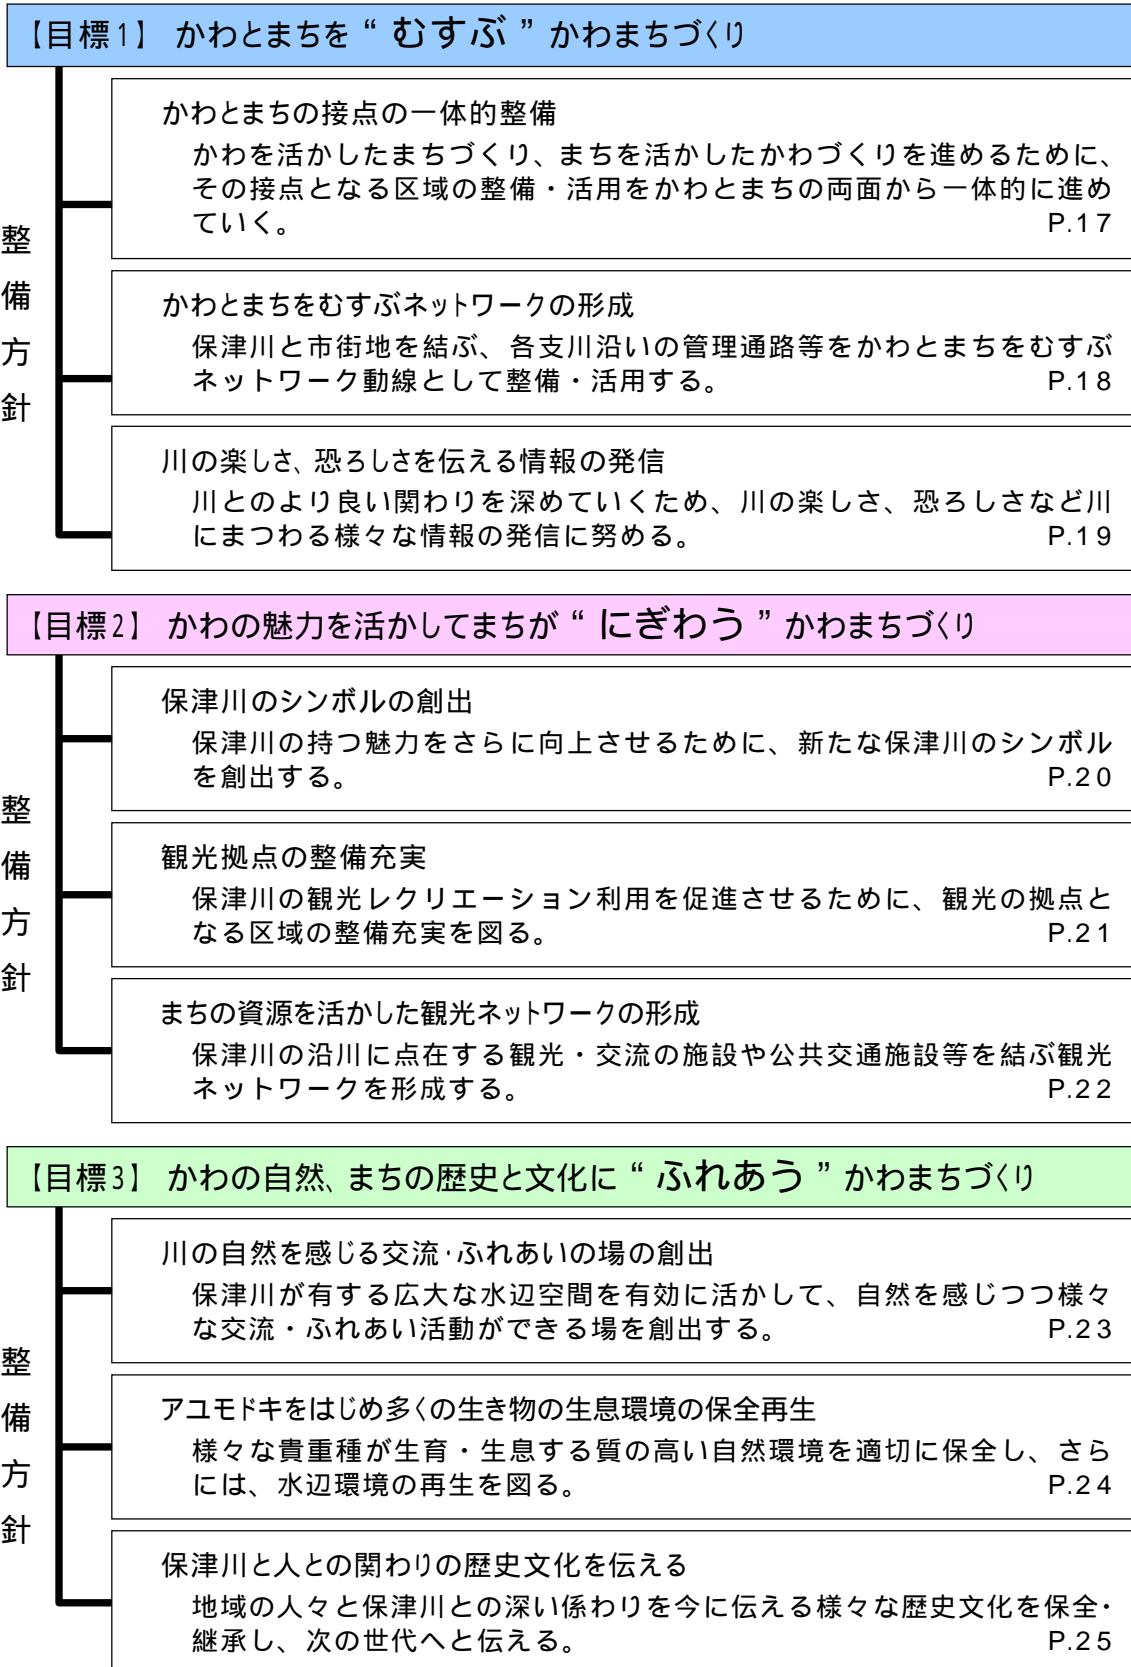 【目標1】 かわとまちを“むすぶ”かわまちづくり
整備方針
かわとまちの接点の一体的整備
かわを活かしたまちづくり、まちを活かしたかわづくりを進めるために、
その接点となる区域の整備・活用をかわとまちの両面から一体的に進め
ていく。 P.17
かわとまちをむすぶネットワークの形成
保津川と市街地を結ぶ、各支川沿いの管理通路等をかわとまちをむすぶ
ネットワーク動線として整備・活用する。 P.18
川の楽しさ、恐ろしさを伝える情報の発信
川とのより良い関わりを深めていくため、川の楽しさ、恐ろしさなど川
にまつわる様々な情報の発信に努める。 P.19
【目標2】 かわの魅力を活かしてまちが“にぎわう”かわまちづくり
整備方針
保津川のシンボルの創出
保津川の持つ魅力をさらに向上させるために、新たな保津川のシンボル
を創出する。 P.20
観光拠点の整備充実
保津川の観光レクリエーション利用を促進させるために、観光の拠点と
なる区域の整備充実を図る。 P.21
まちの資源を活かした観光ネットワークの形成
保津川の沿川に点在する観光・交流の施設や公共交通施設等を結ぶ観光
ネットワークを形成する。 P.22
【目標3】 かわの自然、まちの歴史と文化に“ふれあう”かわまちづくり
整備方針
川の自然を感じる交流・ふれあいの場の創出
保津川が有する広大な水辺空間を有効に活かして、自然を感じつつ様々
な交流・ふれあい活動ができる場を創出する。 P.23
アユモドキをはじめ多くの生き物の生息環境の保全再生
様々な貴重種が生育・生息する質の高い自然環境を適切に保全し、さら
には、水辺環境の再生を図る。 P.24
保津川と人との関わりの歴史文化を伝える
地域の人々と保津川との深い係わりを今に伝える様々な歴史文化を保全・
継承し、次の世代へと伝える。 P.25